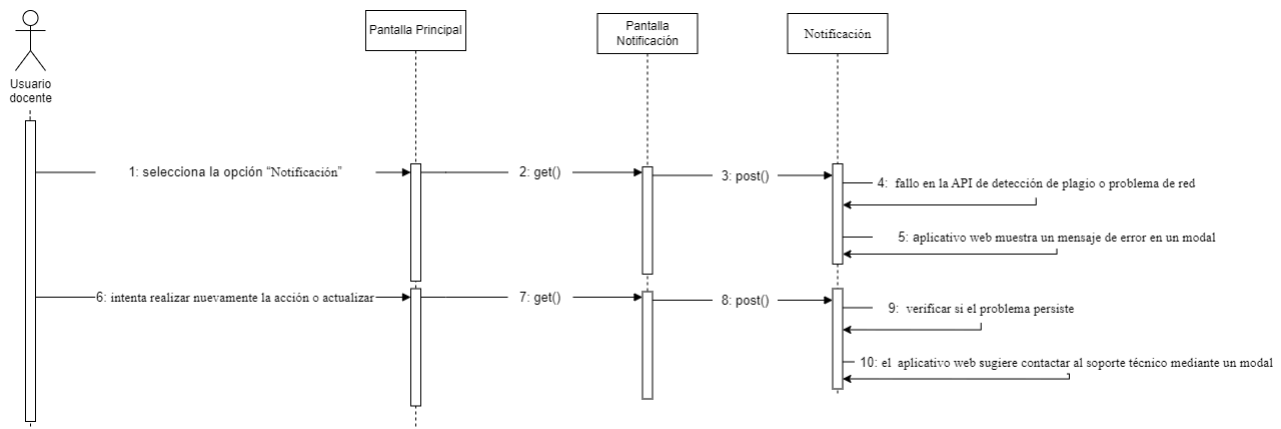 Usuario
docente
Pantalla Principal
Pantalla
Notificación
Notificación
1: selecciona la opción "Notificación"
2: get()
3: post()
4: fallo en la API de detección de plagio o problema de red
5: aplicativo web muestra un mensaje de error en un modal
6: intenta realizar nuevamente la acción o actualizar
7: get()
8: post()
9: verificar si el problema persiste
10: el aplicativo web sugiere contactar al soporte técnico mediante un modal